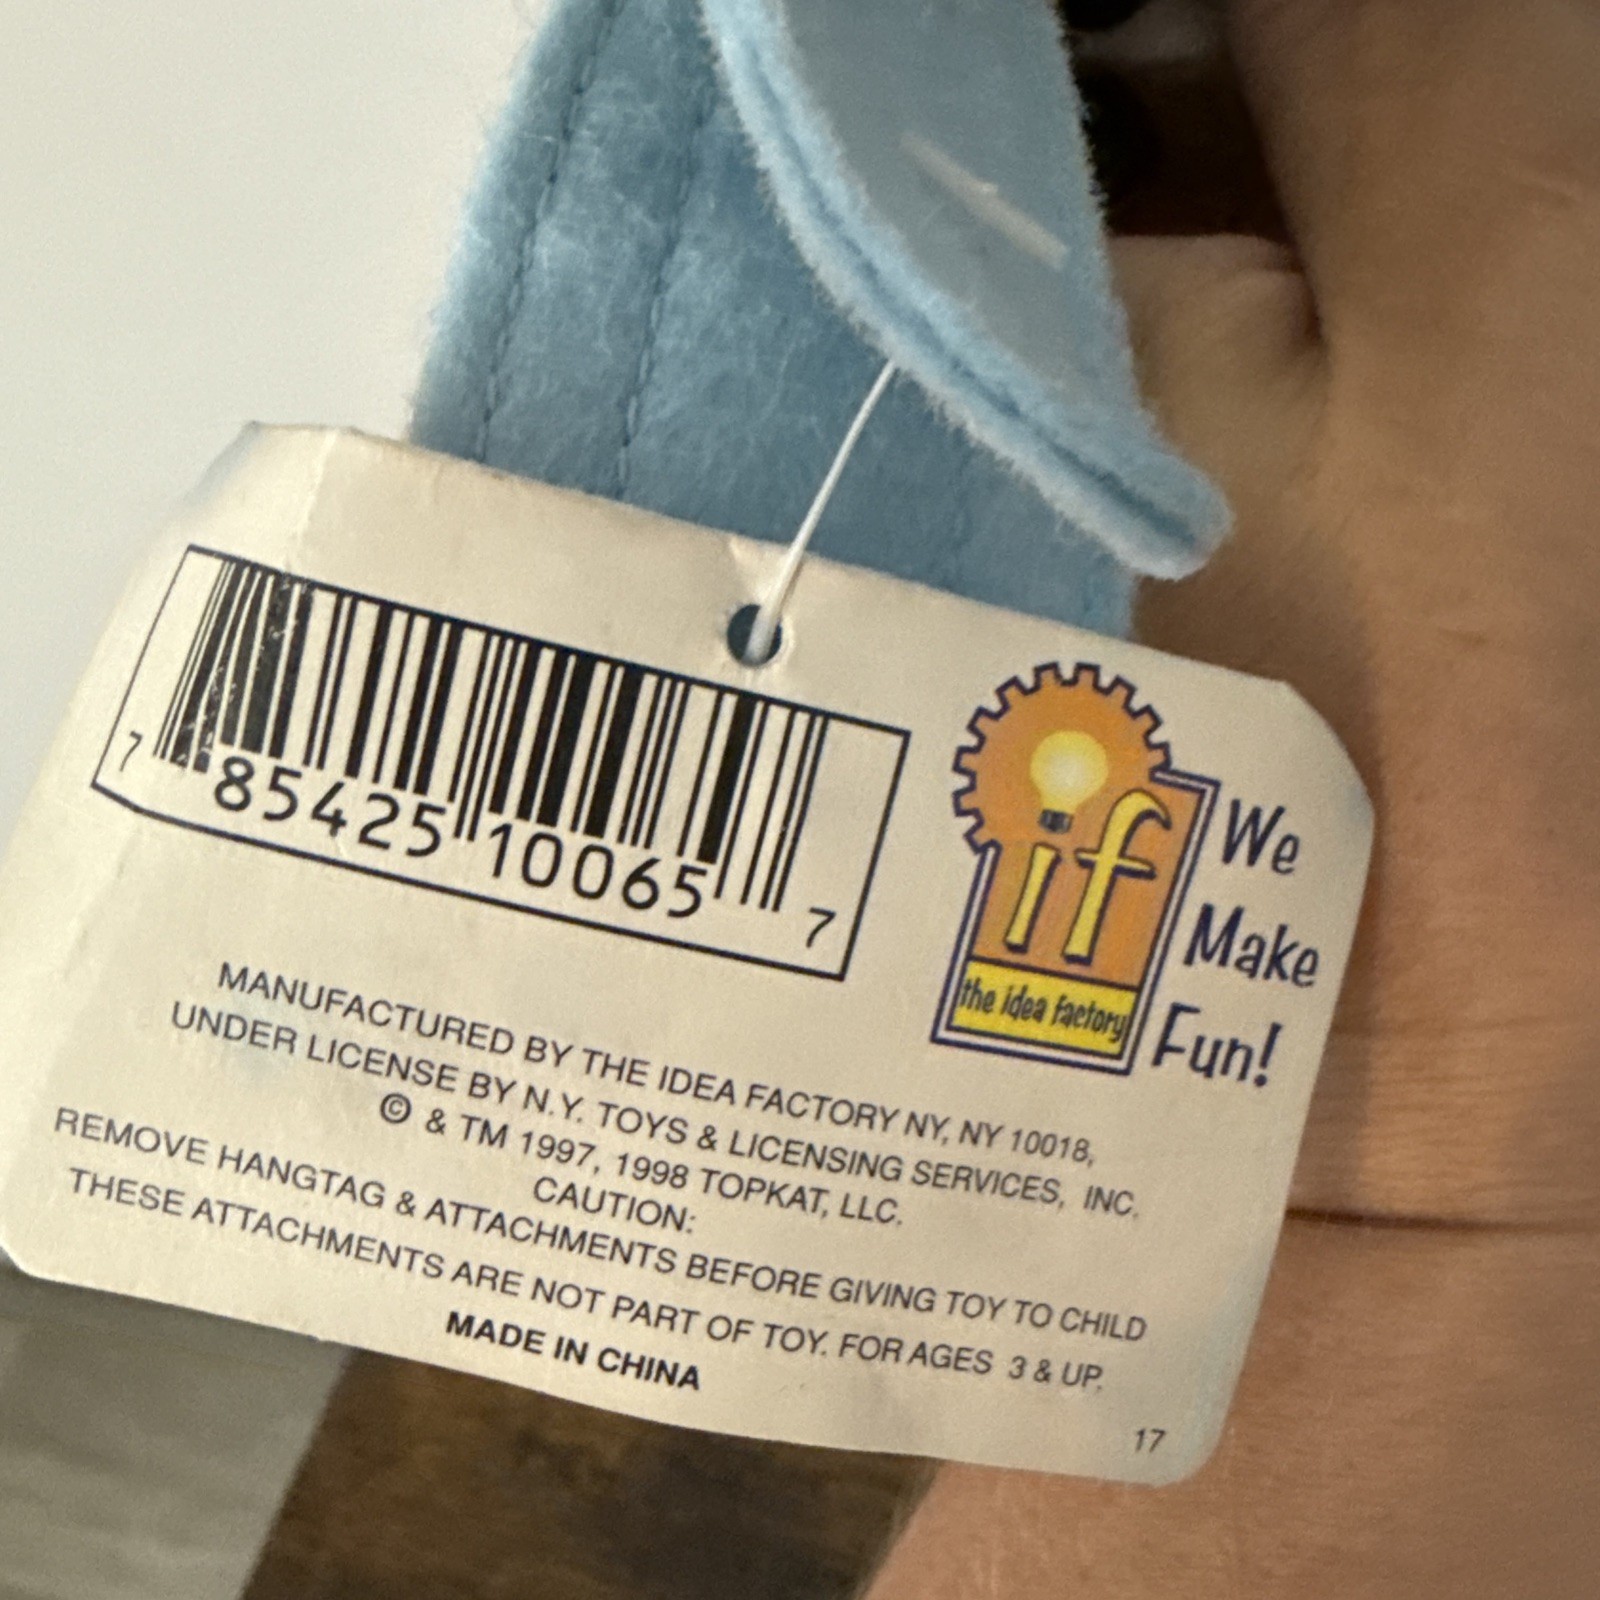 7 85425 10065 7
if
the idea factory
We
Make
Fun!
MANUFACTURED BY THE IDEA FACTORY NY, NY 10018,
UNDER LICENSE BY N.Y. TOYS & LICENSING SERVICES, INC.
© & TM 1997, 1998 TOPKAT, LLC.
CAUTION:
REMOVE HANGTAG & ATTACHMENTS BEFORE GIVING TOY TO CHILD
THESE ATTACHMENTS ARE NOT PART OF TOY. FOR AGES 3 & UP.
MADE IN CHINA
17